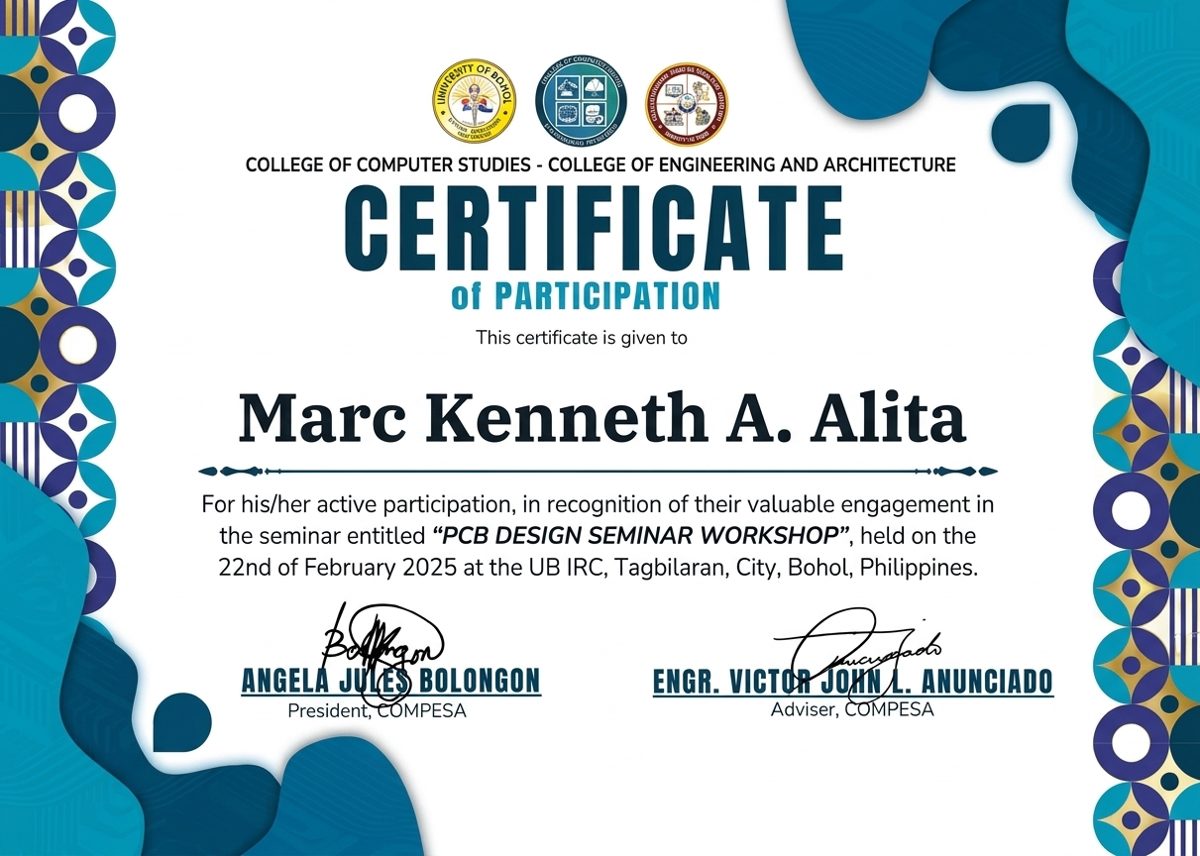 UNIVERSITY OF BOHOL
COLLEGE OF COMPUTER STUDIES - COLLEGE OF ENGINEERING AND ARCHITECTURE
CERTIFICATE
of PARTICIPATION
This certificate is given to
Marc Kenneth A. Alita
For his/her active participation, in recognition of their valuable engagement in
the seminar entitled “PCB DESIGN SEMINAR WORKSHOP”, held on the
22nd of February 2025 at the UB IRC, Tagbilaran, City, Bohol, Philippines.
ANGELA JULES BOLONGON
President, COMPESA
ENGR. VICTOR JOHN L. ANUNCIADO
Adviser, COMPESA